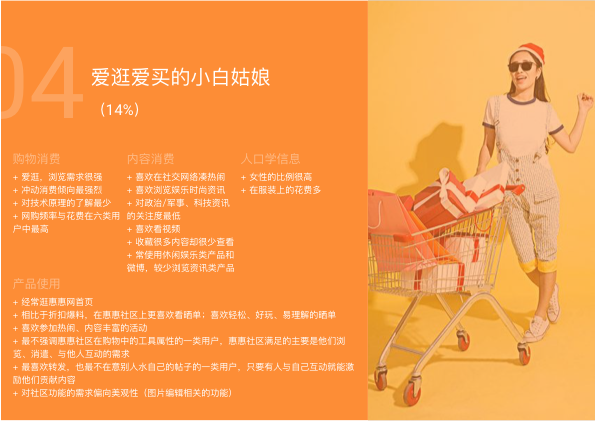 04
爱逛爱买的小白姑娘
（14%）
购物消费
+ 爱逛，浏览需求很强
+ 冲动消费倾向最强烈
+ 对技术原理的了解最少
+ 网购频率与花费在六类用
户中最高
内容消费
+ 喜欢在社交网络凑热闹
+ 喜欢浏览娱乐时尚资讯
+ 对政治/军事、科技资讯
的关注度最低
+ 喜欢看视频
+ 收藏很多内容却很少查看
+ 常使用休闲娱乐类产品和
微博，较少浏览资讯类产品
人口学信息
+ 女性的比例很高
+ 在服装上的花费多
产品使用
+ 经常逛惠惠网首页
+ 相比于折扣爆料，在惠惠社区上更喜欢看晒单；喜欢轻松、好玩、易理解的晒单
+ 喜欢参加热闹、内容丰富的活动
+ 最不强调惠惠社区在购物中的工具属性的一类用户，惠惠社区满足的主要是他们浏
览、消遣，与他人互动的需求
+ 最喜欢转发，也最不在意别人水自己的帖子的一类用户，只要有人与自己互动就能激
励他们贡献内容
+ 对社区功能的需求偏向美观性（图片编辑相关的功能）